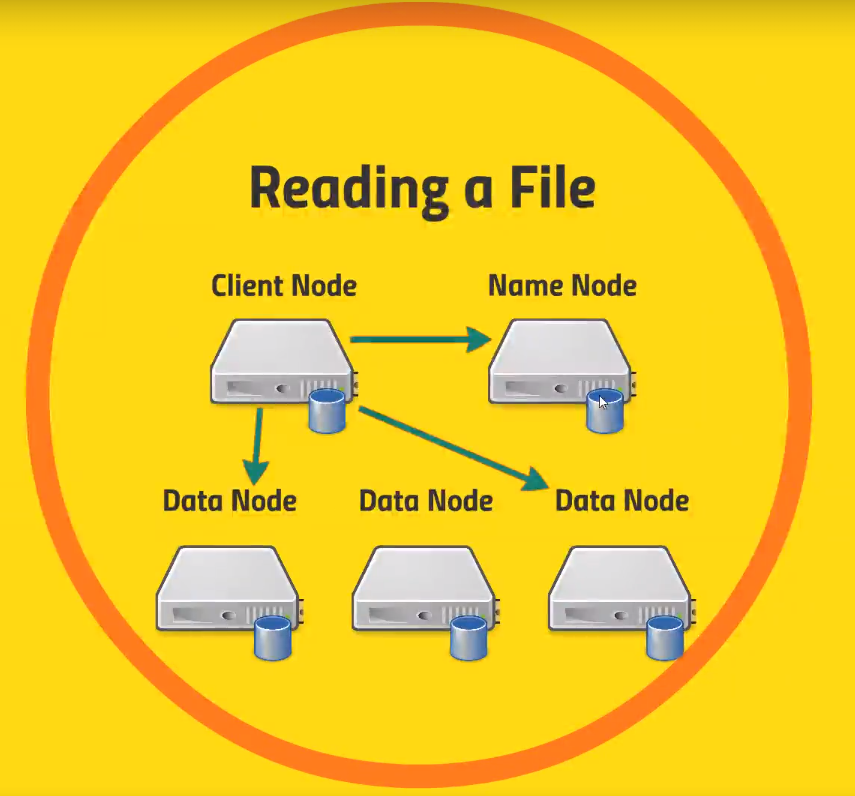 Reading a File
Client Node
Name Node
Data Node
Data Node
Data Node